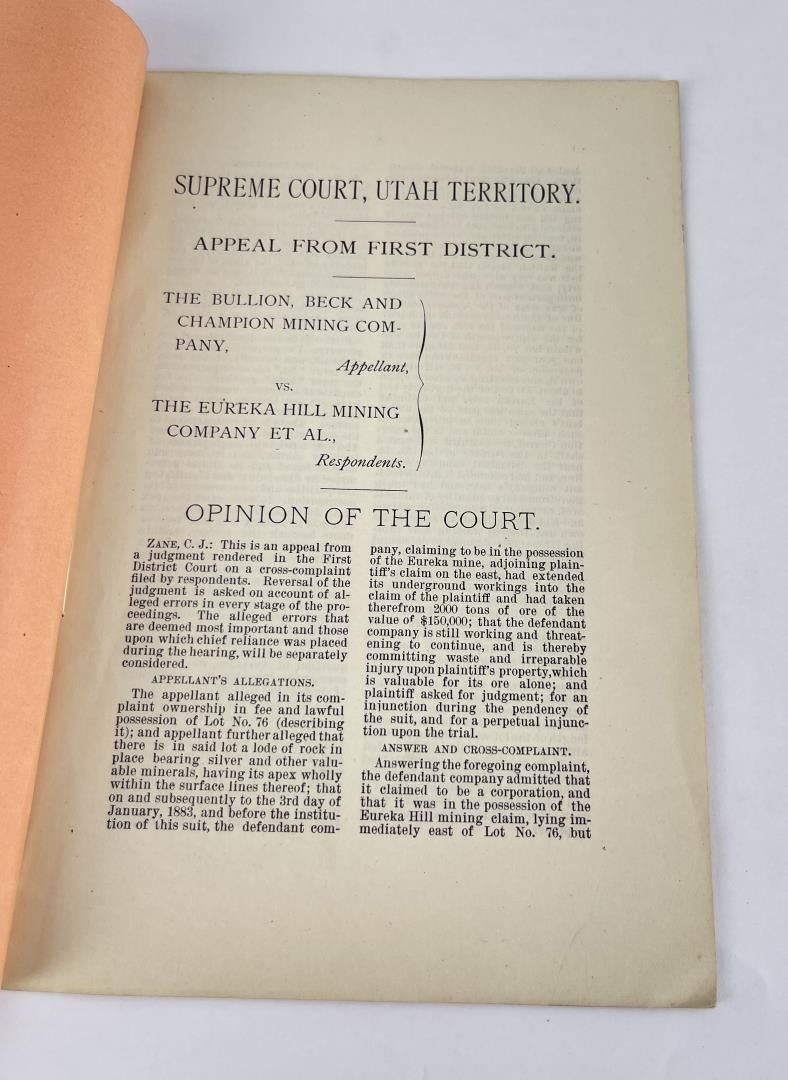 SUPREME COURT, UTAH TERRITORY.
APPEAL FROM FIRST DISTRICT.
THE BULLION, BECK AND
CHAMPION MINING COM-
PANY,
Appellant,
vs.
THE EUREKA HILL MINING
COMPANY ET AL.,
Respondents.
OPINION OF THE COURT.
ZANE, C. J.: This is an appeal from
a judgment rendered in the First
District Court on a cross-complaint
filed by respondents. Reversal of the
judgment is asked on account of al-
leged errors in every stage of the pro-
ceedings. The alleged errors that
are deemed most important and those
upon which chief reliance was placed
during the hearing, will be separately
considered.
APPELLANT'S ALLEGATIONS.
The appellant alleged in its com-
plaint ownership in fee and lawful
possession of Lot No. 76 (describing
it); and appellant further alleged that
there is in said lot a lode of rock in
place bearing silver and other valu-
able minerals, having its apex wholly
within the surface lines thereof; that
on and subsequently to the 3rd day of
January, 1883, and before the institu-
tion of this suit, the defendant com-
pany, claiming to be in the possession
of the Eureka mine, adjoining plain-
tiff's claim on the east, had extended
its underground workings into the
claim of the plaintiff and had taken
therefrom 2000 tons of ore of the
value of $150,000; that the defendant
company is still working and threat-
ening to continue, and is thereby
committing waste and irreparable
injury upon plaintiff's property,which
is valuable for its ore alone; and
plaintiff asked for judgment; for an
injunction during the pendency of
the suit, and for a perpetual injunc-
tion upon the trial.
ANSWER AND CROSS-COMPLAINT.
Answering the foregoing complaint,
the defendant company admitted that
it claimed to be a corporation, and
that it was in the possession of the
Eureka Hill mining claim, lying im-
mediately east of Lot No. 76, but